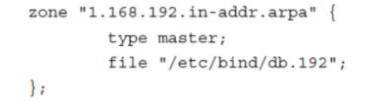 zone "1.168.192.in-addr.arpa" {
        type master;
        file "/etc/bind/db.192";
};